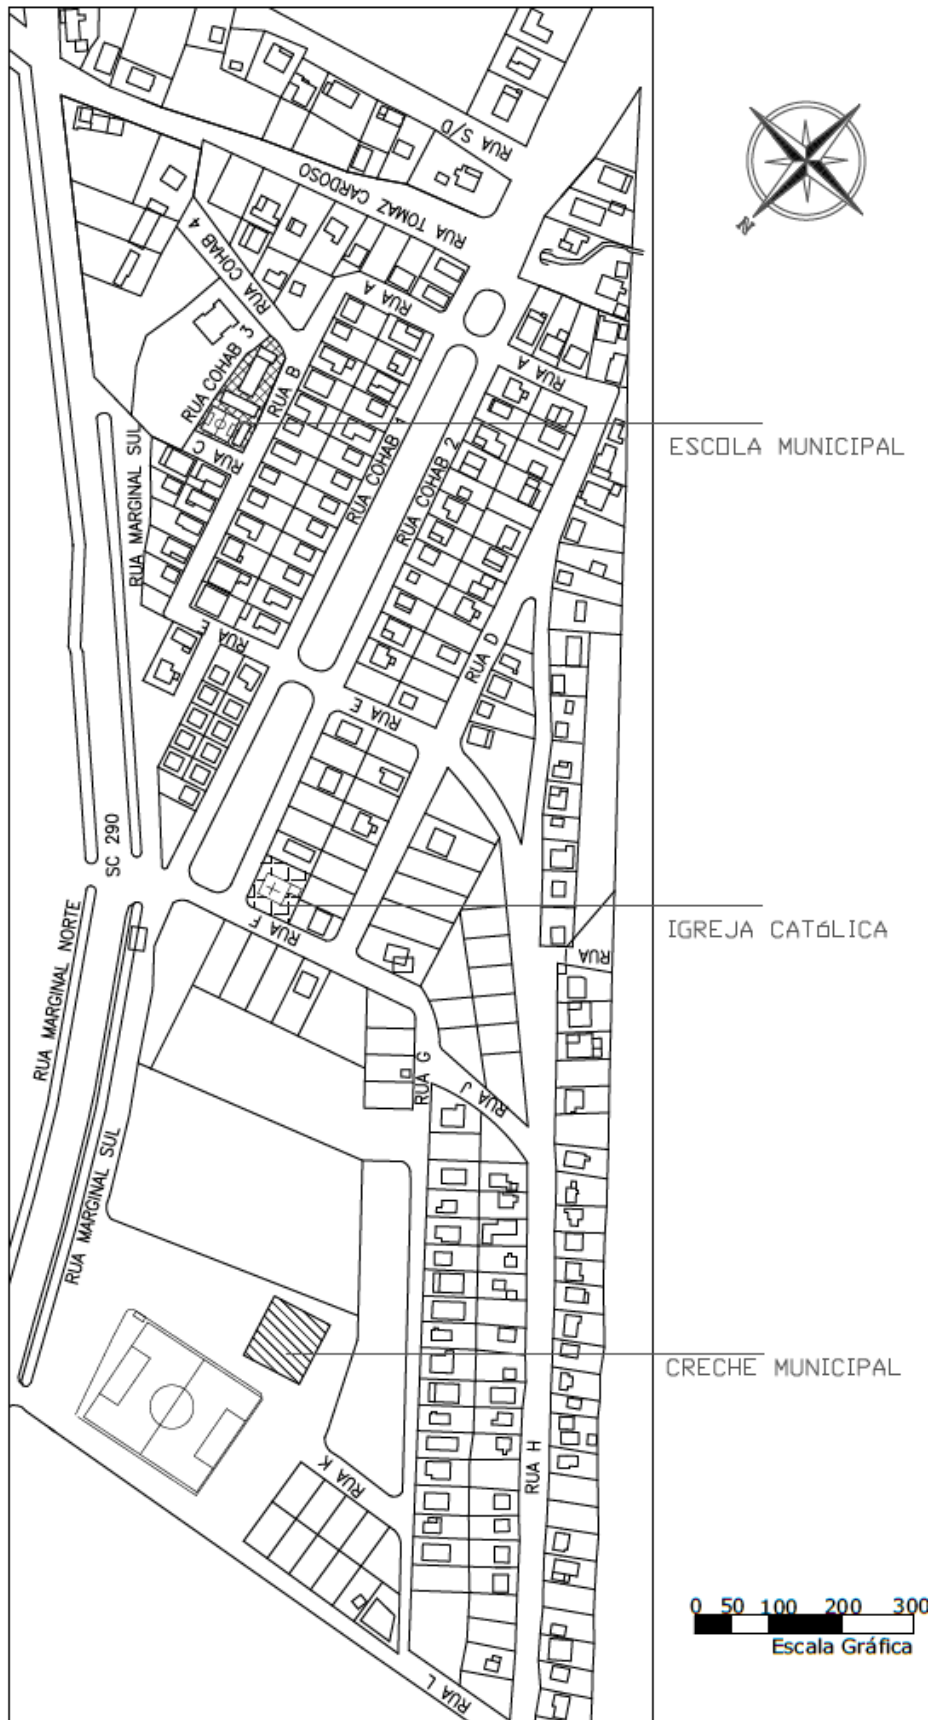 RUA S/D
RUA TOMAZ CARDOSO
N
RUA COHAB 4
RUA A
RUA COHAB 3
RUA A
RUA B
RUA COHAB 1
RUA COHAB 2
ESCOLA MUNICIPAL
RUA C
RUA MARGINAL SUL
RUA E
RUA D
RUA E
SC 290
RUA F
IGREJA CATÓLICA
RUA
RUA MARGINAL NORTE
RUA G
RUA J
RUA MARGINAL SUL
CRECHE MUNICIPAL
RUA K
RUA H
0 50 100 200 300
Escala Gráfica
RUA L